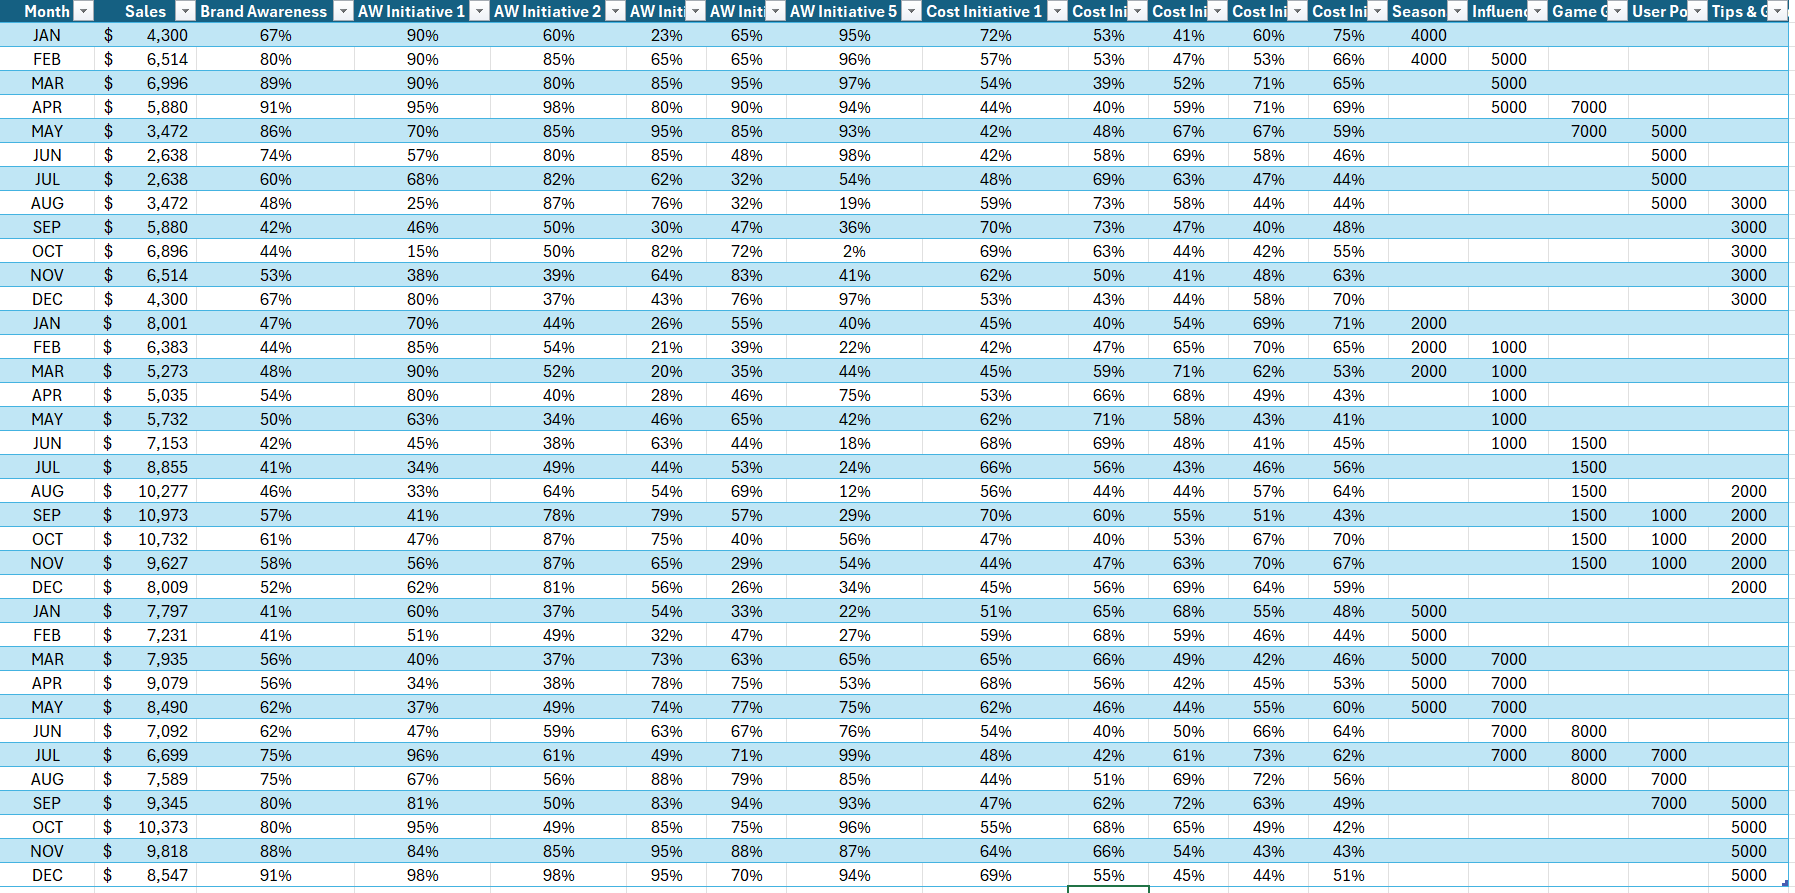 Month Sales Brand Awareness AW Initiative 1 AW Initiative 2 AW Initi AW Initi AW Initiative 5 Cost Initiative 1 Cost Ini Cost Ini Cost Ini Cost Ini Season Influen Game User Po Tips &
JAN $ 4,300 67% 90% 60% 23% 65% 95% 72% 53% 41% 60% 75% 4000
FEB $ 6,514 80% 90% 85% 65% 65% 96% 57% 53% 47% 53% 66% 4000 5000
MAR $ 6,996 89% 90% 80% 85% 95% 97% 54% 39% 52% 71% 65% 5000
APR $ 5,880 91% 95% 98% 80% 90% 94% 44% 40% 59% 71% 69% 5000 7000
MAY $ 3,472 86% 70% 85% 95% 85% 93% 42% 48% 67% 67% 59% 7000 5000
JUN $ 2,638 74% 57% 80% 85% 48% 98% 42% 58% 69% 58% 46% 5000
JUL $ 2,638 60% 68% 82% 62% 32% 54% 48% 69% 63% 47% 44% 5000
AUG $ 3,472 48% 25% 87% 76% 32% 19% 59% 73% 58% 44% 44% 5000 3000
SEP $ 5,880 42% 46% 50% 30% 47% 36% 70% 73% 47% 40% 48% 3000
OCT $ 6,896 44% 15% 50% 82% 72% 2% 69% 63% 44% 42% 55% 3000
NOV $ 6,514 53% 38% 39% 64% 83% 41% 62% 50% 41% 48% 63% 3000
DEC $ 4,300 67% 80% 37% 43% 76% 97% 53% 43% 44% 58% 70% 3000
JAN $ 8,001 47% 70% 44% 26% 55% 40% 45% 40% 54% 69% 71% 2000
FEB $ 6,383 44% 85% 54% 21% 39% 22% 42% 47% 65% 70% 65% 2000 1000
MAR $ 5,273 48% 90% 52% 20% 35% 44% 45% 59% 71% 62% 53% 2000 1000
APR $ 5,035 54% 80% 40% 28% 46% 75% 53% 66% 68% 49% 43% 1000
MAY $ 5,732 50% 63% 34% 46% 65% 42% 62% 71% 58% 43% 41% 1000
JUN $ 7,153 42% 45% 38% 63% 44% 18% 68% 69% 48% 41% 45% 1000 1500
JUL $ 8,855 41% 34% 49% 44% 53% 24% 66% 56% 43% 46% 56% 1500
AUG $ 10,277 46% 33% 64% 54% 69% 12% 56% 44% 44% 57% 64% 1500 2000
SEP $ 10,973 57% 41% 78% 79% 57% 29% 70% 60% 55% 51% 43% 1500 1000 2000
OCT $ 10,732 61% 47% 87% 75% 40% 56% 47% 40% 53% 67% 70% 1500 1000 2000
NOV $ 9,627 58% 56% 87% 65% 29% 54% 44% 47% 63% 70% 67% 1500 1000 2000
DEC $ 8,009 52% 62% 81% 56% 26% 34% 45% 56% 69% 64% 59% 2000
JAN $ 7,797 41% 60% 37% 54% 33% 22% 51% 65% 68% 55% 48% 5000
FEB $ 7,231 41% 51% 49% 32% 47% 27% 59% 68% 59% 46% 44% 5000
MAR $ 7,935 56% 40% 37% 73% 63% 65% 65% 66% 49% 42% 46% 5000 7000
APR $ 9,079 56% 34% 38% 78% 75% 53% 68% 56% 42% 45% 53% 5000 7000
MAY $ 8,490 62% 37% 49% 74% 77% 75% 62% 46% 44% 55% 60% 5000 7000
JUN $ 7,092 62% 47% 59% 63% 67% 76% 54% 40% 50% 66% 64% 7000 8000
JUL $ 6,699 75% 96% 61% 49% 71% 99% 48% 42% 61% 73% 62% 7000 8000 7000
AUG $ 7,589 75% 67% 56% 88% 79% 85% 44% 51% 69% 72% 56% 8000 7000
SEP $ 9,345 80% 81% 50% 83% 94% 93% 47% 62% 72% 63% 49% 7000 5000
OCT $ 10,373 80% 95% 49% 85% 75% 96% 55% 68% 65% 49% 42% 5000
NOV $ 9,818 88% 84% 85% 95% 88% 87% 64% 66% 54% 43% 43% 5000
DEC $ 8,547 91% 98% 98% 95% 70% 94% 69% 55% 45% 44% 51% 5000